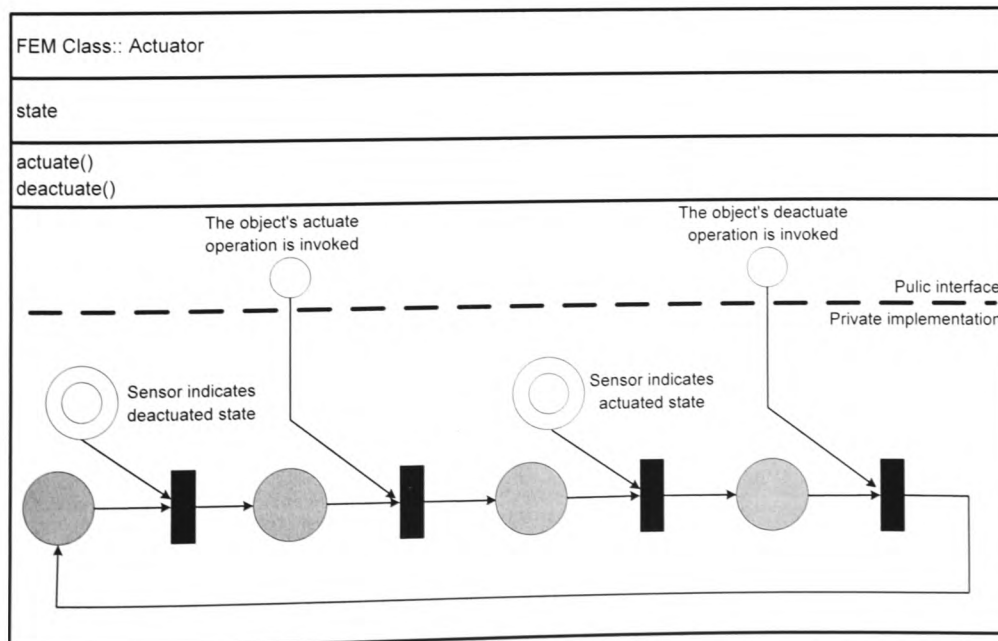 FEM Class:: Actuator
state
actuate()
deactuate()
The object's actuate
operation is invoked
The object's deactuate
operation is invoked
Pulic interface
Private implementation
Sensor indicates
deactuated state
Sensor indicates
actuated state